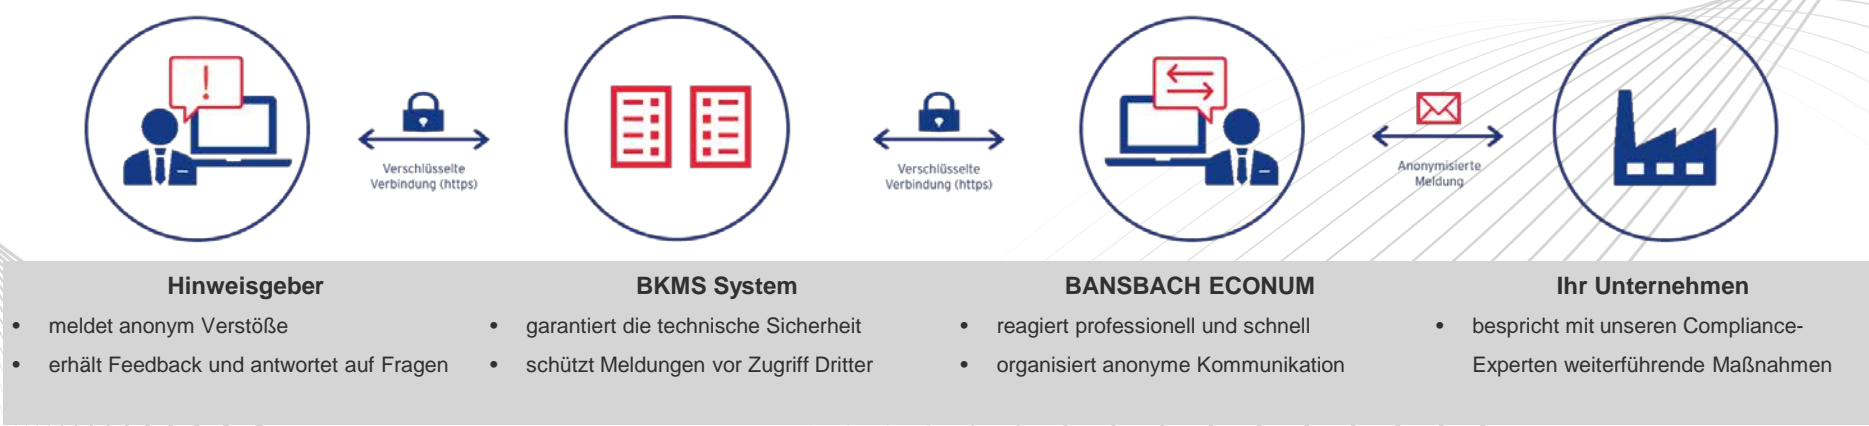 Verschlüsselte
Verbindung (https)
Verschlüsselte
Verbindung (https)
Anonymisierte
Meldung
Hinweisgeber
• meldet anonym Verstöße
• erhält Feedback und antwortet auf Fragen
BKMS System
• garantiert die technische Sicherheit
• schützt Meldungen vor Zugriff Dritter
BANSBACH ECONUM
• reagiert professionell und schnell
• organisiert anonyme Kommunikation
Ihr Unternehmen
• bespricht mit unseren Compliance-
Experten weiterführende Maßnahmen